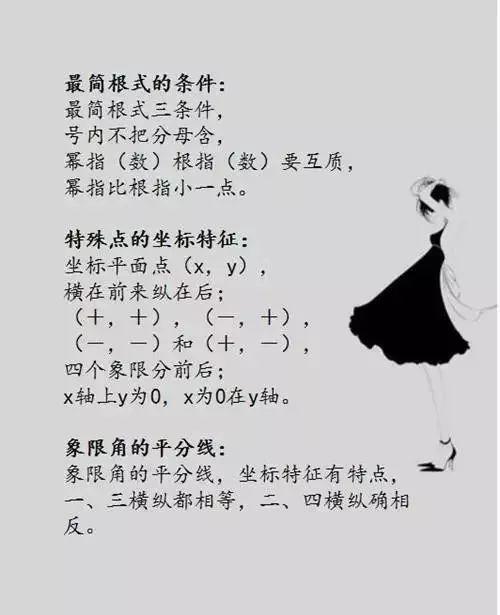 最简根式的条件：
最简根式三条件，
号内不把分母含，
幂指（数）根指（数）要互质，
幂指比根指小一点。
特殊点的坐标特征：
坐标平面点（x，y），
横在前来纵在后；
（＋，＋），（－，＋），
（－，－）和（＋，－），
四个象限分前后；
x轴上y为0，x为0在y轴。
象限角的平分线：
象限角的平分线，坐标特征有特点，
一、三横纵都相等，二、四横纵确相
反。